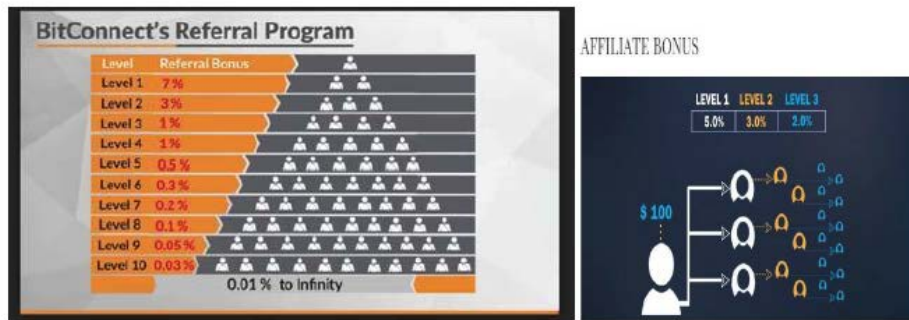 BitConnect's Referral Program
Level Referral Bonus
Level 1 7%
Level 2 3%
Level 3 1%
Level 4 1%
Level 5 0.5%
Level 6 0.3%
Level 7 0.2%
Level 8 0.1%
Level 9 0.05%
Level 10 0.03%
0.01% to Infinity
AFFILIATE BONUS
LEVEL 1 LEVEL 2 LEVEL 3
5.0% 3.0% 2.0%
$ 100